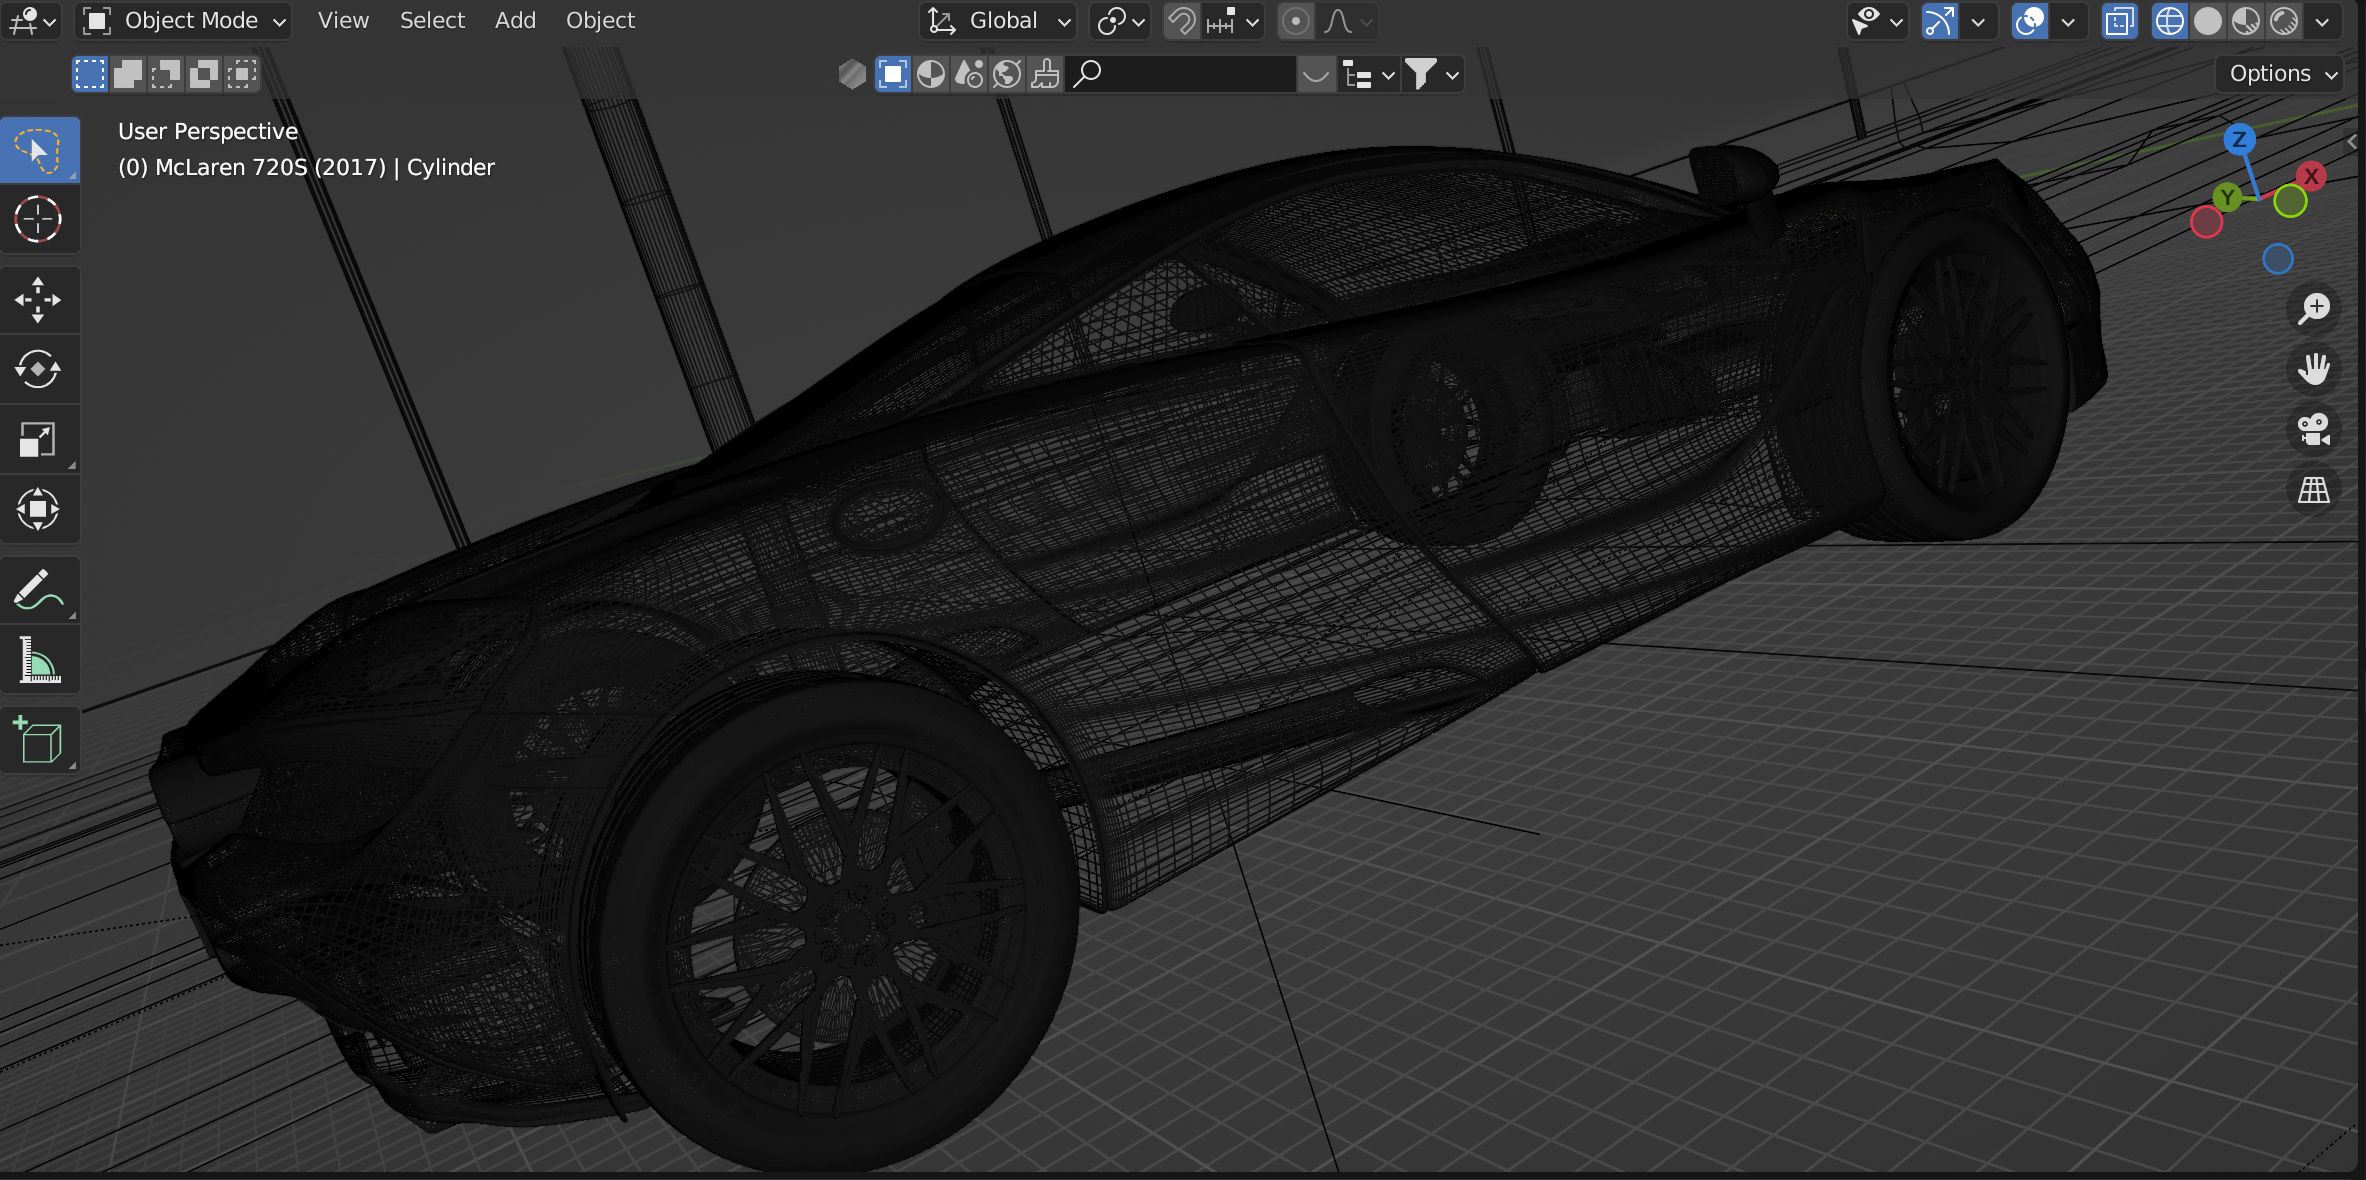 Object Mode View Select Add Object Global
Options
User Perspective
(0) McLaren 720S (2017) | Cylinder
Z
X
Y